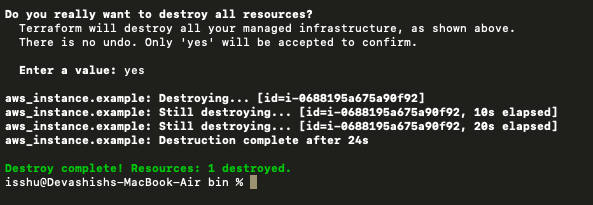 Do you really want to destroy all resources?
Terraform will destroy all your managed infrastructure, as shown above.
There is no undo. Only 'yes' will be accepted to confirm.
Enter a value: yes
aws_instance.example: Destroying... [id=i-0688195a675a90f92]
aws_instance.example: Still destroying... [id=i-0688195a675a90f92, 10s elapsed]
aws_instance.example: Still destroying... [id=i-0688195a675a90f92, 20s elapsed]
aws_instance.example: Destruction complete after 24s
Destroy complete! Resources: 1 destroyed.
isshu@Devashishs-MacBook-Air bin %